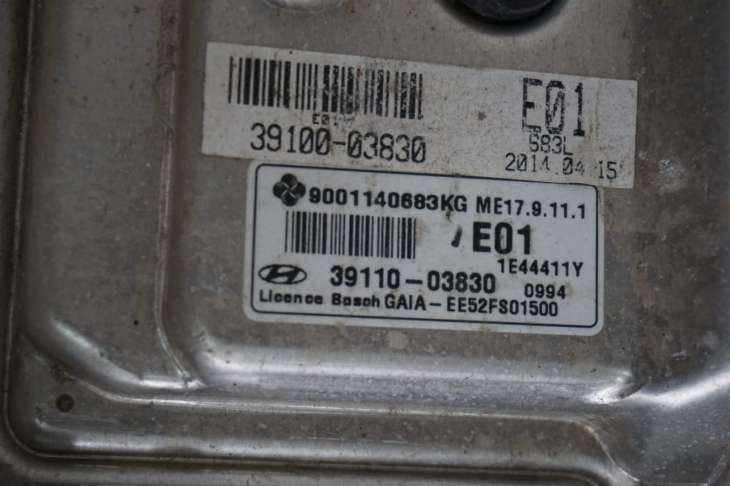 E01
39100-03830
E01
S83L
2014.04.15
9001140683KG ME17.9.11.1
E01
1E44411Y
39110-03830 0994
Licence Bosch GAIA-EE52FS01500